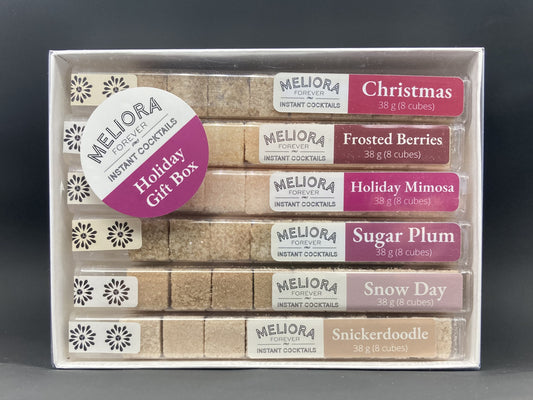 MELIORA
FOREVER
INSTANT COCKTAILS
Holiday
Gift Box
MELIORA
FOREVER
INSTANT COCKTAILS
Christmas
38 g (8 cubes)
MELIORA
FOREVER
INSTANT COCKTAILS
Frosted Berries
38 g (8 cubes)
MELIORA
FOREVER
INSTANT COCKTAILS
Holiday Mimosa
38 g (8 cubes)
MELIORA
FOREVER
INSTANT COCKTAILS
Sugar Plum
38 g (8 cubes)
MELIORA
FOREVER
INSTANT COCKTAILS
Snow Day
38 g (8 cubes)
MELIORA
FOREVER
INSTANT COCKTAILS
Snickerdoodle
38 g (8 cubes)